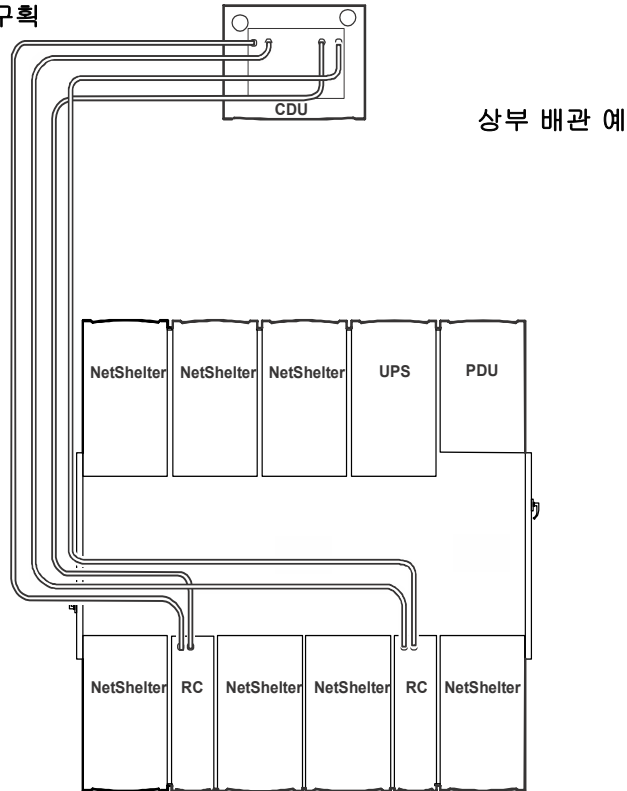 구획
CDU
상부 배관 예
NetShelter NetShelter NetShelter UPS PDU
NetShelter RC NetShelter NetShelter RC NetShelter